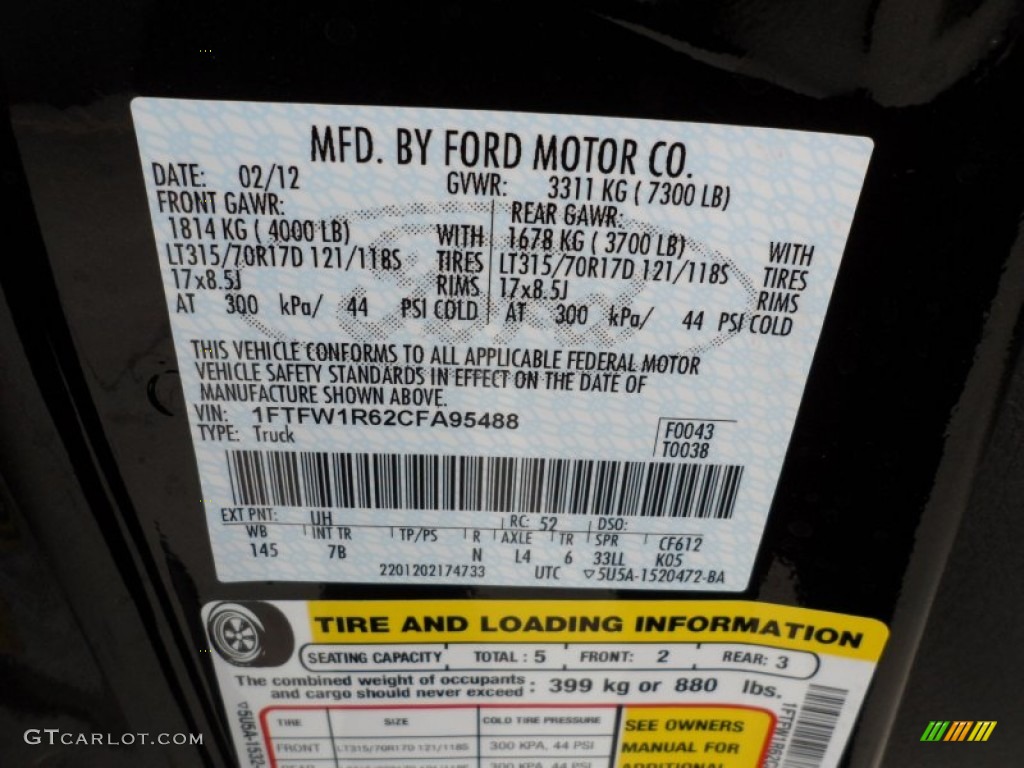 MFD. BY FORD MOTOR CO.
DATE: 02/12 GVWR: 3311 KG ( 7300 LB)
FRONT GAWR: REAR GAWR:
1814 KG ( 4000 LB) WITH 1678 KG ( 3700 LB) WITH
LT315/70R17D 121/118S TIRES LT315/70R17D 121/118S TIRES
17x8.5J RIMS 17x8.5J RIMS
AT 300 kPa/ 44 PSI COLD AT 300 kPa/ 44 PSI COLD
THIS VEHICLE CONFORMS TO ALL APPLICABLE FEDERAL MOTOR
VEHICLE SAFETY STANDARDS IN EFFECT ON THE DATE OF
MANUFACTURE SHOWN ABOVE.
VIN: 1FTFW1R62CFA95488 F0043
TYPE: Truck T0038
EXT PNT: UH RC: 52 DSO:
WB INT TR TP/PS R AXLE TR SPR CF612
145 7B N L4 6 33LL K05
2201202174733 UTC ▽5U5A-1520472-BA
TIRE AND LOADING INFORMATION
SEATING CAPACITY TOTAL : 5 FRONT: 2 REAR: 3
The combined weight of occupants
and cargo should never exceed : 399 kg or 880 lbs.
TIRE SIZE COLD TIRE PRESSURE SEE OWNERS
FRONT LT315/70R17D 121/118S 300 KPA, 44 PSI MANUAL FOR
300 KPA, 44 PSI ADDITIONAL
▽5U5A-1532
GTCARLOT.COM